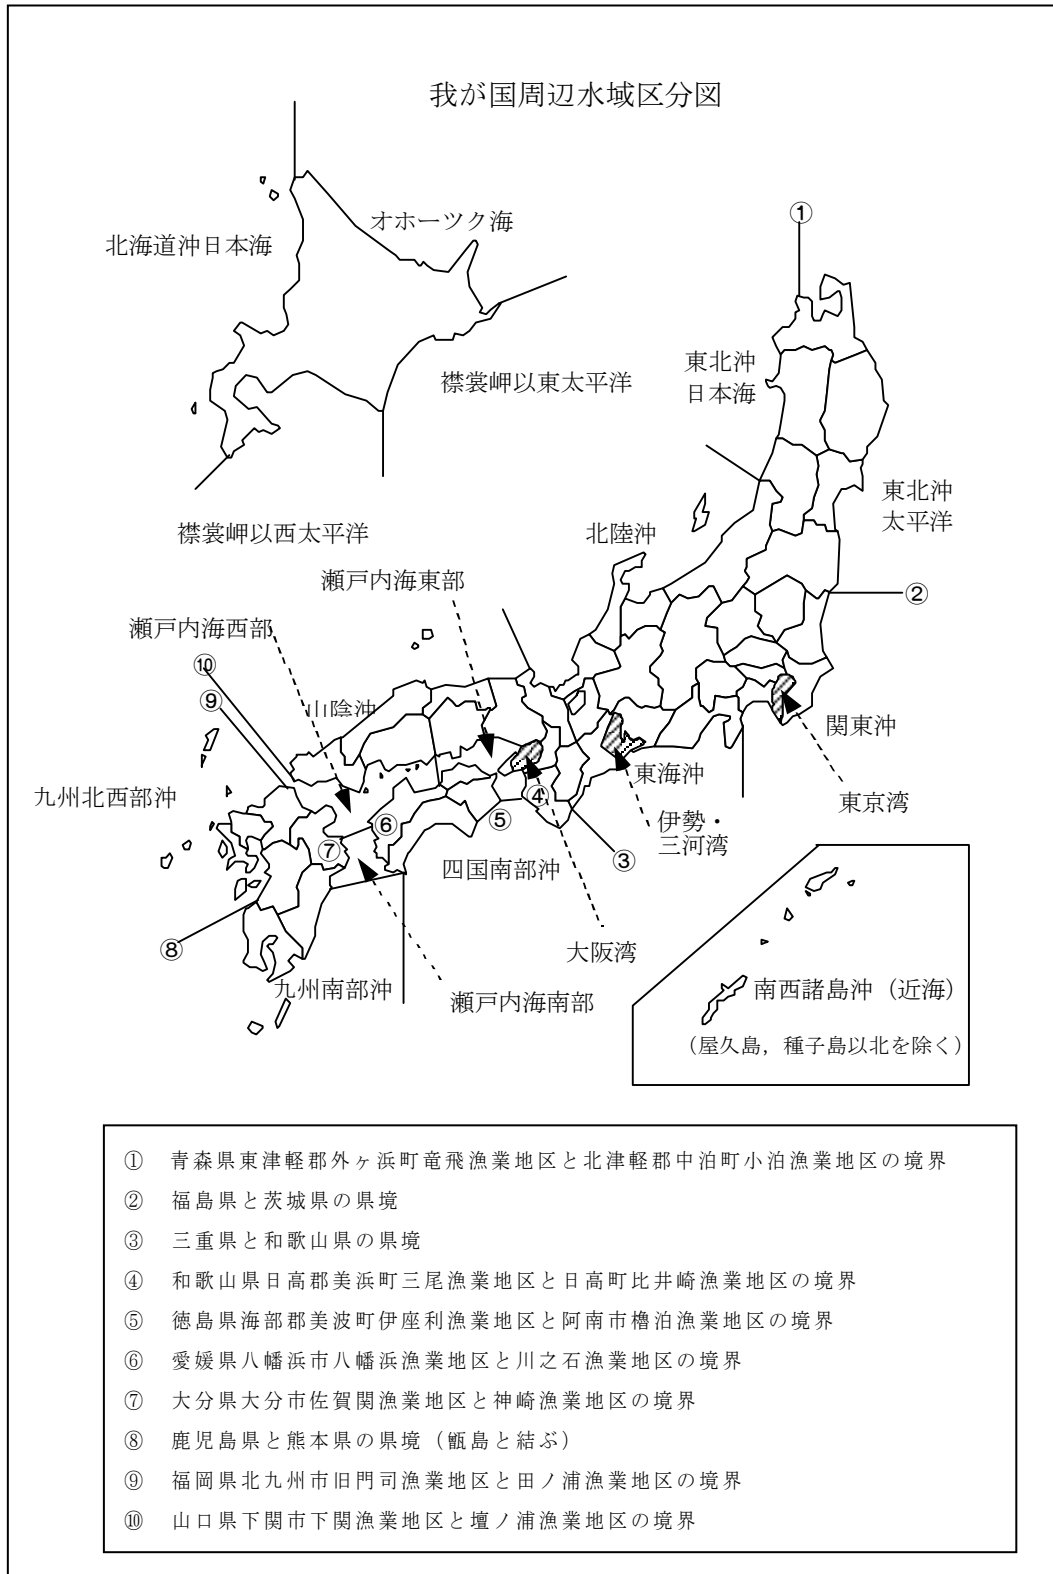 我が国周辺水域区分図
オホーツク海
北海道沖日本海
①
東北沖
日本海
襟裳岬以東太平洋
東北沖
太平洋
襟裳岬以西太平洋
北陸沖
瀬戸内海東部
②
瀬戸内海西部
⑩
⑨
山陰沖
関東沖
東海沖
九州北西部沖
東京湾
④
⑤
⑥
伊勢・
三河湾
⑦
③
四国南部沖
⑧
大阪湾
九州南部沖
瀬戸内海南部
南西諸島沖（近海）
（屋久島，種子島以北を除く）
① 青森県東津軽郡外ヶ浜町竜飛漁業地区と北津軽郡中泊町小泊漁業地区の境界
② 福島県と茨城県の県境
③ 三重県と和歌山県の県境
④ 和歌山県日高郡美浜町三尾漁業地区と日高町比井崎漁業地区の境界
⑤ 徳島県海部郡美波町伊座利漁業地区と阿南市櫓泊漁業地区の境界
⑥ 愛媛県八幡浜市八幡浜漁業地区と川之石漁業地区の境界
⑦ 大分県大分市佐賀関漁業地区と神崎漁業地区の境界
⑧ 鹿児島県と熊本県の県境（甑島と結ぶ）
⑨ 福岡県北九州市旧門司漁業地区と田ノ浦漁業地区の境界
⑩ 山口県下関市下関漁業地区と壇ノ浦漁業地区の境界